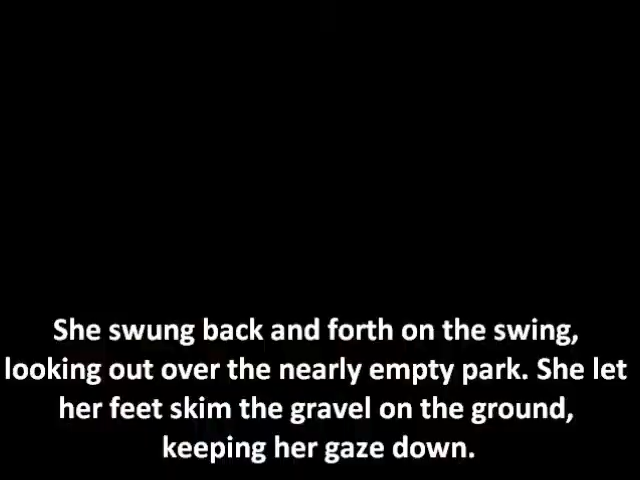 She swung back and forth on the swing,
looking out over the nearly empty park. She let
her feet skim the gravel on the ground,
keeping her gaze down.